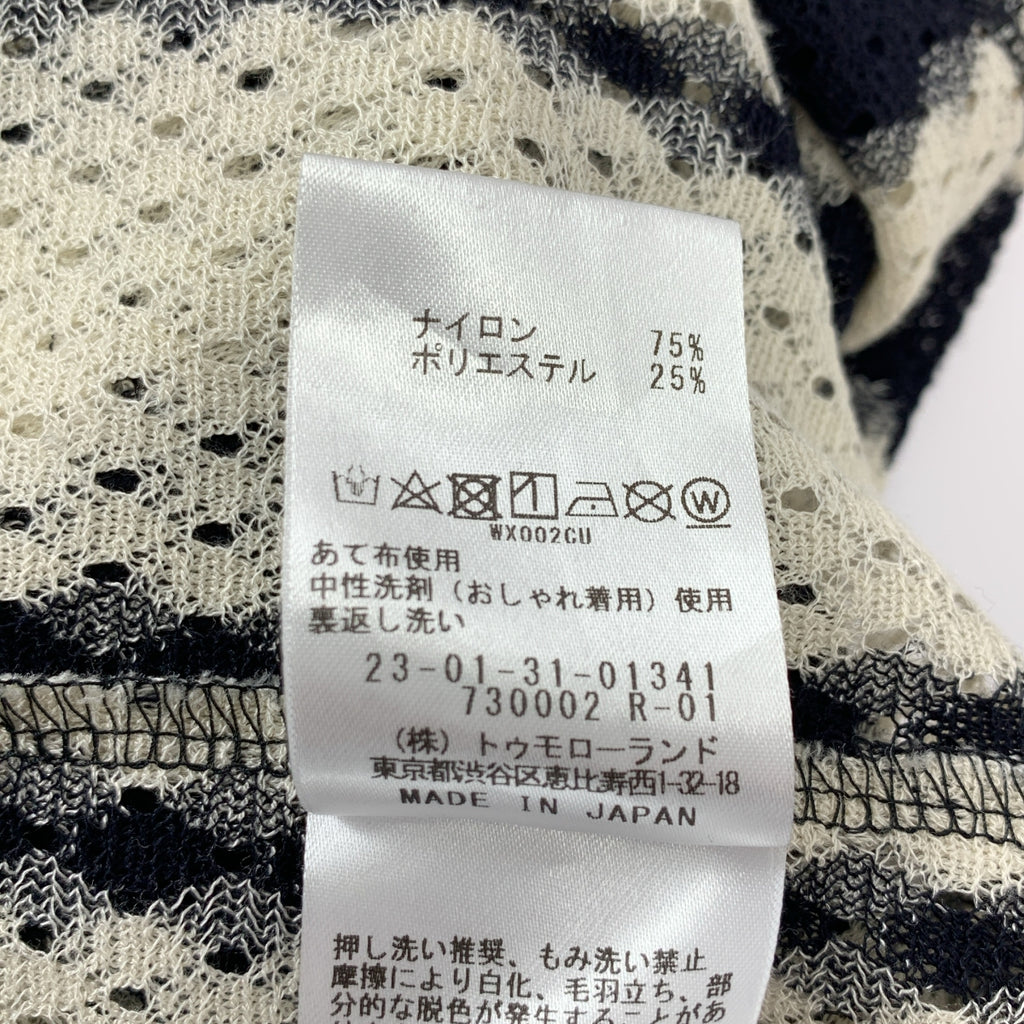 ナイロン 75%
ポリエステル 25%
W
WX002CU
あて布使用
中性洗剤（おしゃれ着用）使用
裏返し洗い
23-01-31-01341
730002 R-01
（株）トゥモローランド
東京都渋谷区恵比寿西1-32-18
MADE IN JAPAN
押し洗い推奨、もみ洗い禁止
摩擦により白化、毛羽立ち、部
分的な脱色が発生することがあ